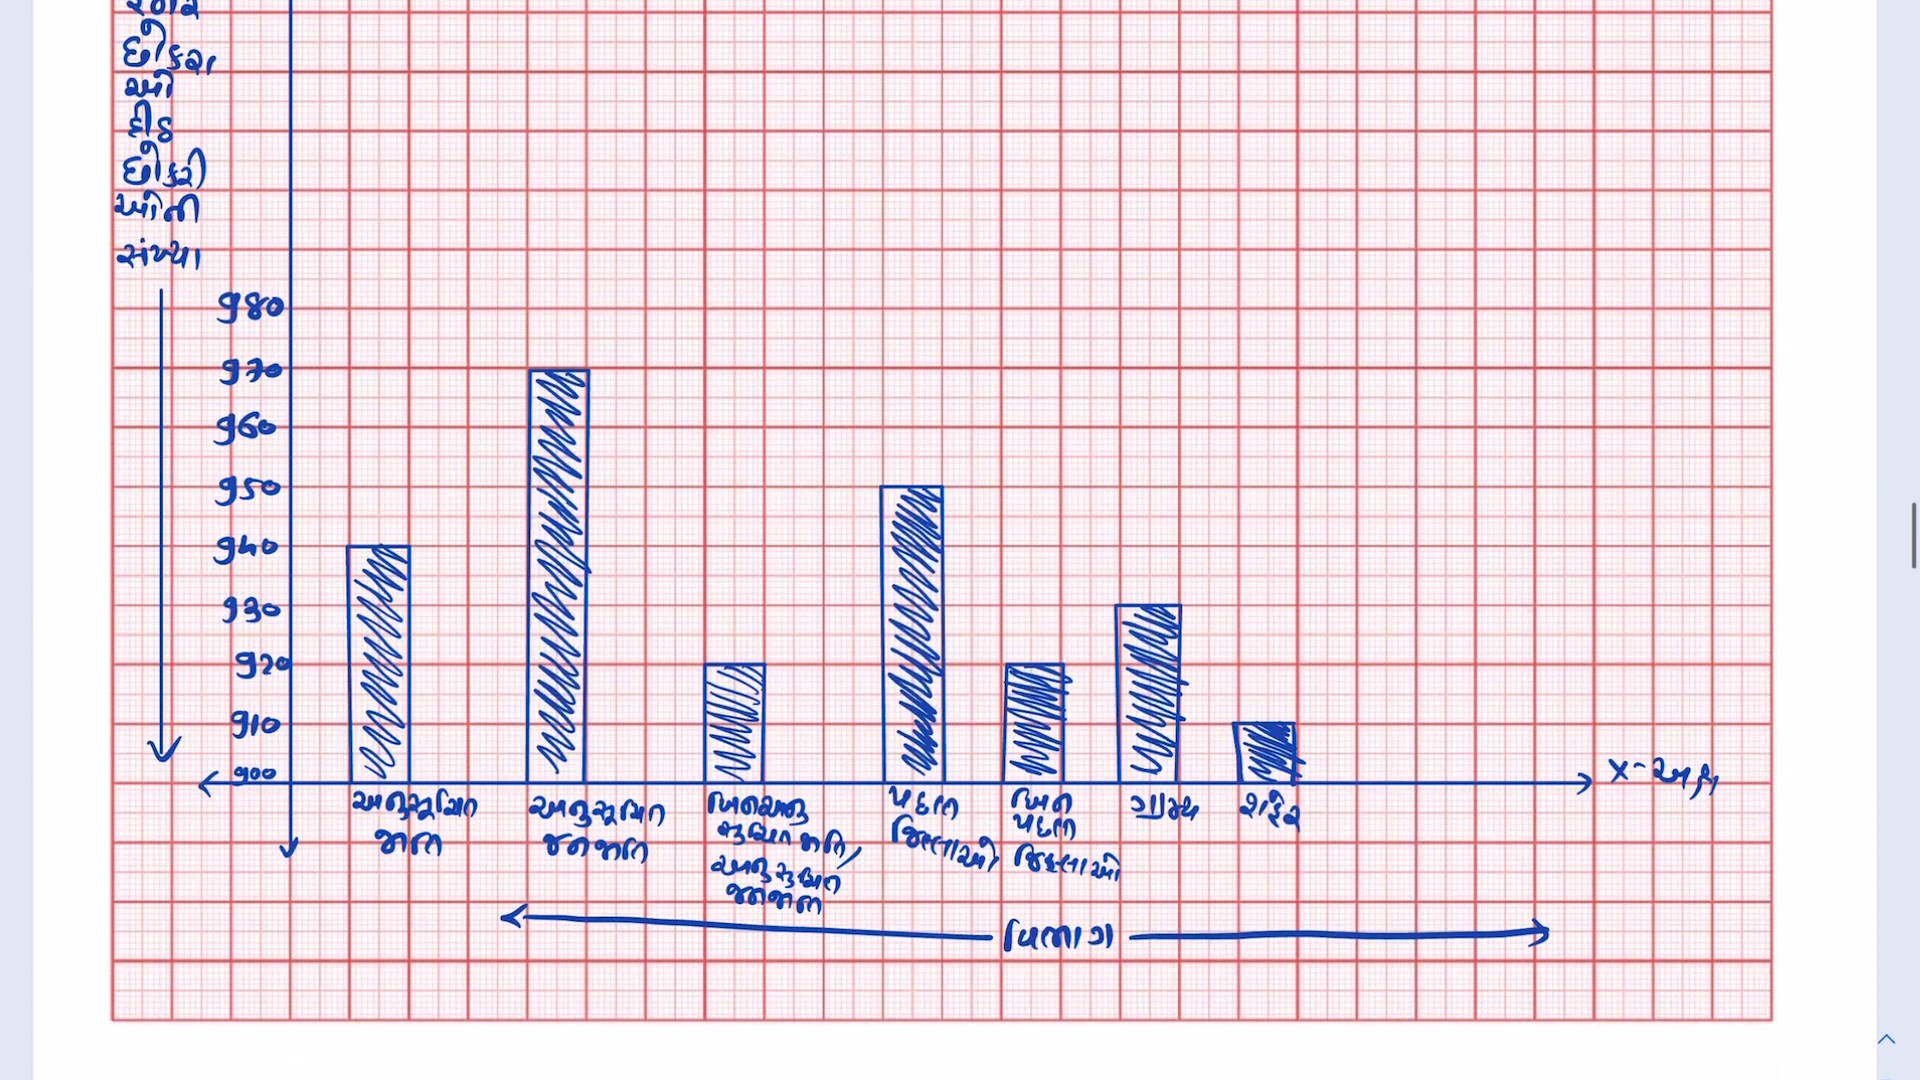 હજાર
છોકરા
ઓ
દીઠ
છોકરી
ઓની
સંખ્યા
980
970
960
950
940
930
920
910
900
X-અક્ષ
અનુસૂચિત
જાતિ
અનુસૂચિત
જનજાતિ
બિનઅનુ
સૂચિત જાતિ/
અનુસૂચિત
જનજાતિ
પછાત
જિલ્લાઓ
બિન
પછાત
જિલ્લાઓ
ગ્રામ્ય
શહેર
વિભાગ